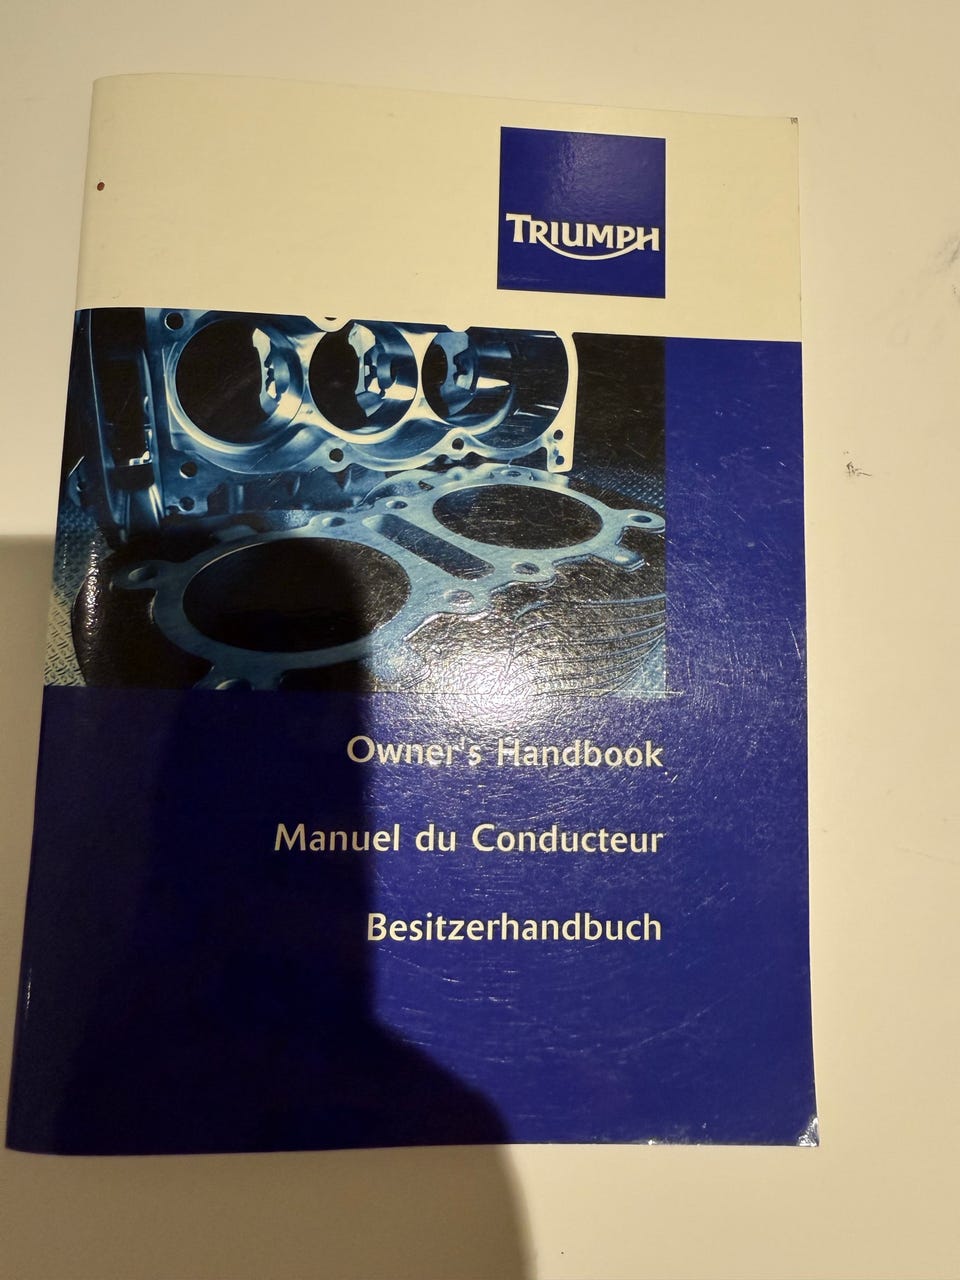 TRIUMPH
Owner's Handbook
Manuel du Conducteur
Besitzerhandbuch